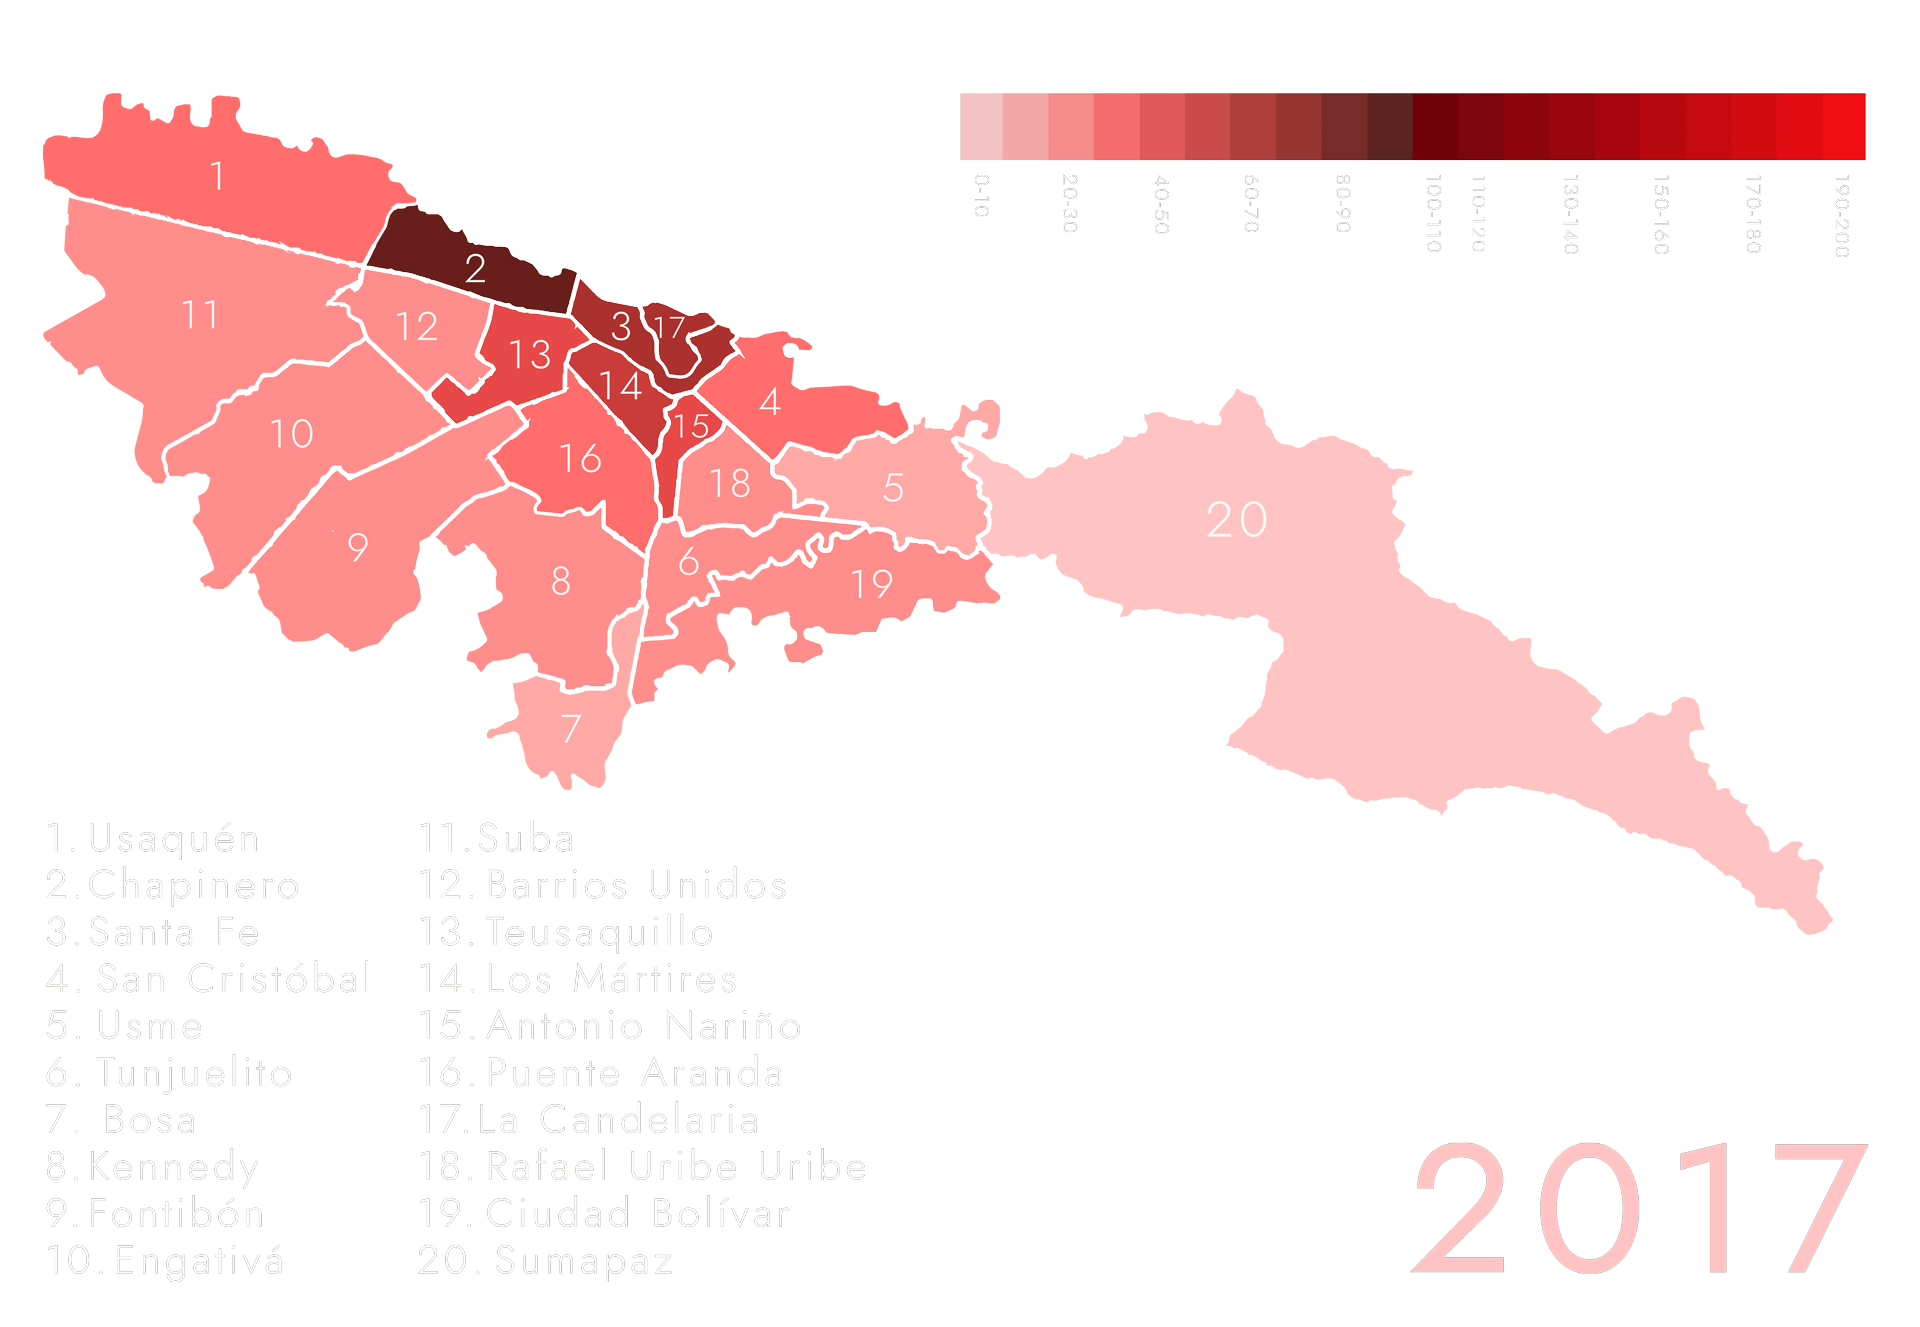 0-10
20-30
40-50
60-70
80-90
100-110
110-120
130-140
150-160
170-180
190-200
1
2
3
17
11
12
13
14
4
15
10
16
18
5
20
9
8
6
19
7
1. Usaquén
2. Chapinero
3. Santa Fe
4. San Cristóbal
5. Usme
6. Tunjuelito
7. Bosa
8. Kennedy
9. Fontibón
10. Engativá
11. Suba
12. Barrios Unidos
13. Teusaquillo
14. Los Mártires
15. Antonio Nariño
16. Puente Aranda
17. La Candelaria
18. Rafael Uribe Uribe
19. Ciudad Bolívar
20. Sumapaz
2017